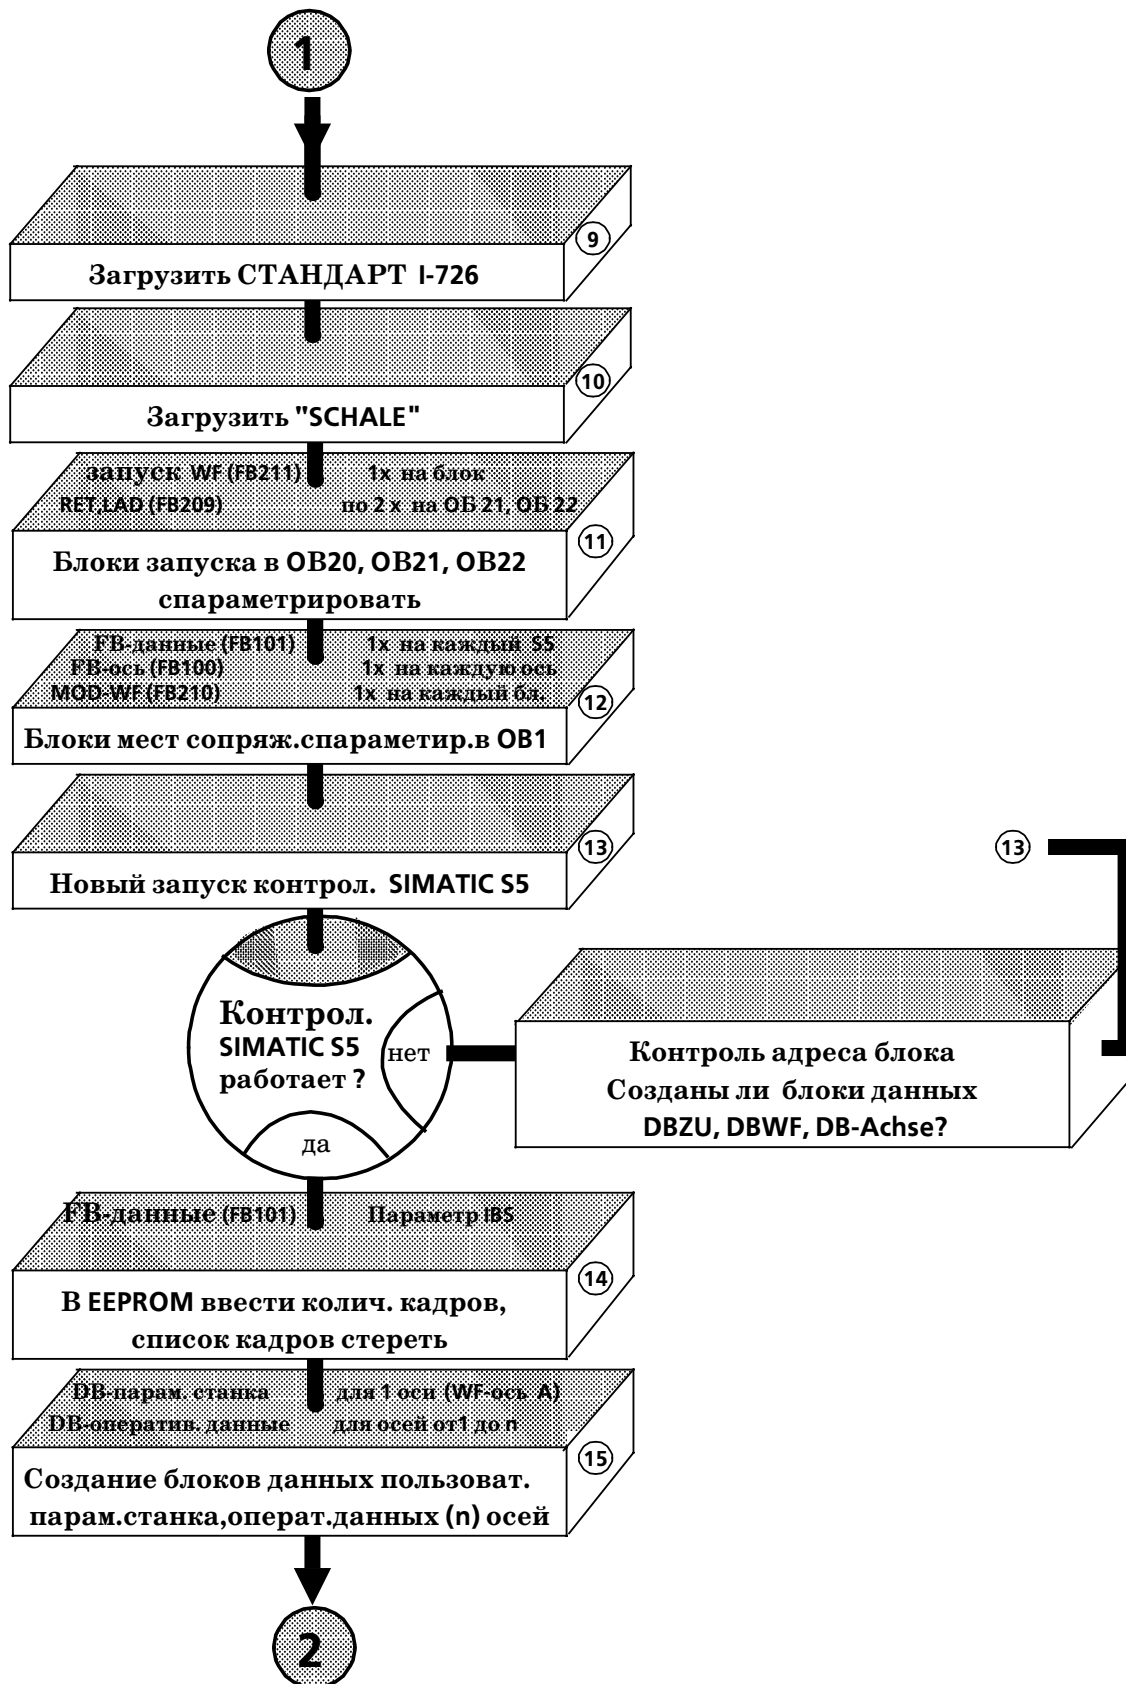 1
9
Загрузить СТАНДАРТ I-726
10
Загрузить "SCHALE"
запуск WF (FB211) 1x на блок
RET,LAD (FB209) по 2 x на ОБ 21, ОБ 22
11
Блоки запуска в OB20, OB21, OB22
спараметрировать
FB-данные (FB101) 1x на каждый S5
FB-ось (FB100) 1x на каждую ось
MOD-WF (FB210) 1x на каждый бл.
12
Блоки мест сопряж.спараметир.в OB1
13
Новый запуск контрол. SIMATIC S5
13
Контрол.
SIMATIC S5
работает ?
нет
да
Контроль адреса блока
Созданы ли блоки данных
DBZU, DBWF, DB-Achse?
FB-данные (FB101) Параметр IBS
14
В EEPROM ввести колич. кадров,
список кадров стереть
DB-парам. станка для 1 оси (WF-ось A)
DB-оператив. данные для осей от1 до n
15
Создание блоков данных пользоват.
парам.станка,операт.данных (n) осей
2